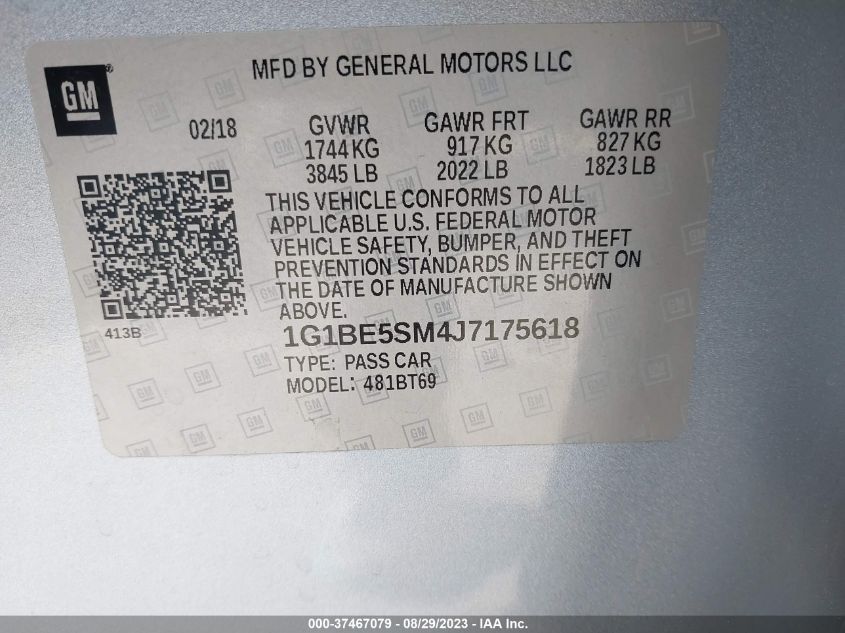 GM
MFD BY GENERAL MOTORS LLC
02/18 GVWR GAWR FRT GAWR RR
1744 KG 917 KG 827 KG
3845 LB 2022 LB 1823 LB
THIS VEHICLE CONFORMS TO ALL
APPLICABLE U.S. FEDERAL MOTOR
VEHICLE SAFETY, BUMPER, AND THEFT
PREVENTION STANDARDS IN EFFECT ON
THE DATE OF MANUFACTURE SHOWN
ABOVE.
413B
1G1BE5SM4J7175618
TYPE: PASS CAR
MODEL: 481BT69
000-37467079 - 08/29/2023 - IAA Inc.